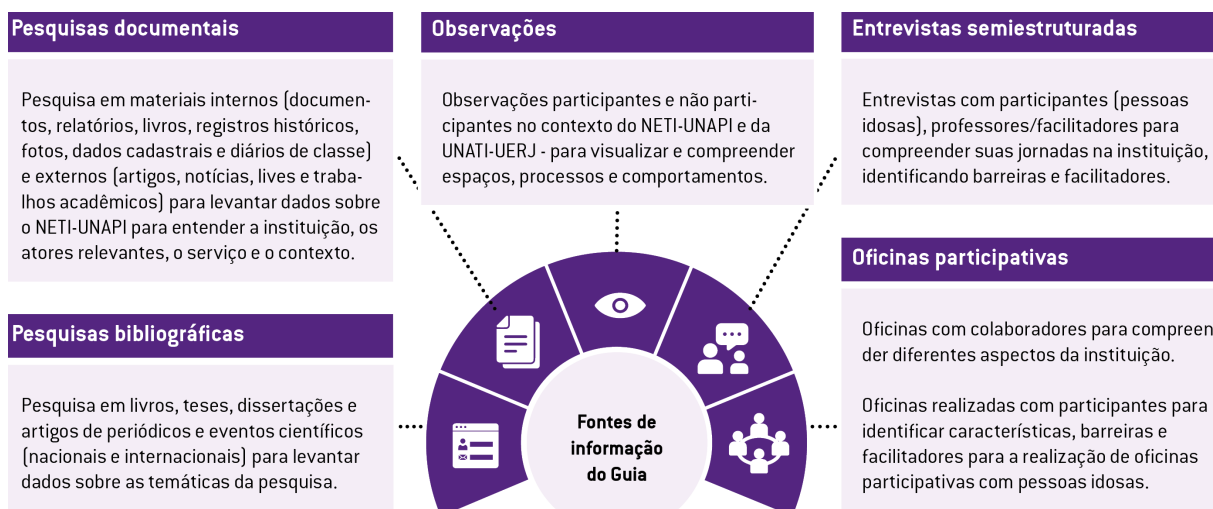 Pesquisas documentais
Pesquisa em materiais internos (documen-
tos, relatórios, livros, registros históricos,
fotos, dados cadastrais e diários de classe)
e externos (artigos, notícias, lives e traba-
lhos acadêmicos) para levantar dados sobre
o NETI-UNAPI para entender a instituição, os
atores relevantes, o serviço e o contexto.
Pesquisas bibliográficas
Pesquisa em livros, teses, dissertações e
artigos de periódicos e eventos científicos
(nacionais e internacionais) para levantar
dados sobre as temáticas da pesquisa.
Observações
Observações participantes e não parti-
cipantes no contexto do NETI-UNAPI e da
UNATI-UERJ - para visualizar e compreender
espaços, processos e comportamentos.
Fontes de
informação
do Guia
Entrevistas semiestruturadas
Entrevistas com participantes (pessoas
idosas), professores/facilitadores para
compreender suas jornadas na instituição,
identificando barreiras e facilitadores.
Oficinas participativas
Oficinas com colaboradores para compreen
der diferentes aspectos da instituição.
Oficinas realizadas com participantes para
identificar características, barreiras e
facilitadores para a realização de oficinas
participativas com pessoas idosas.